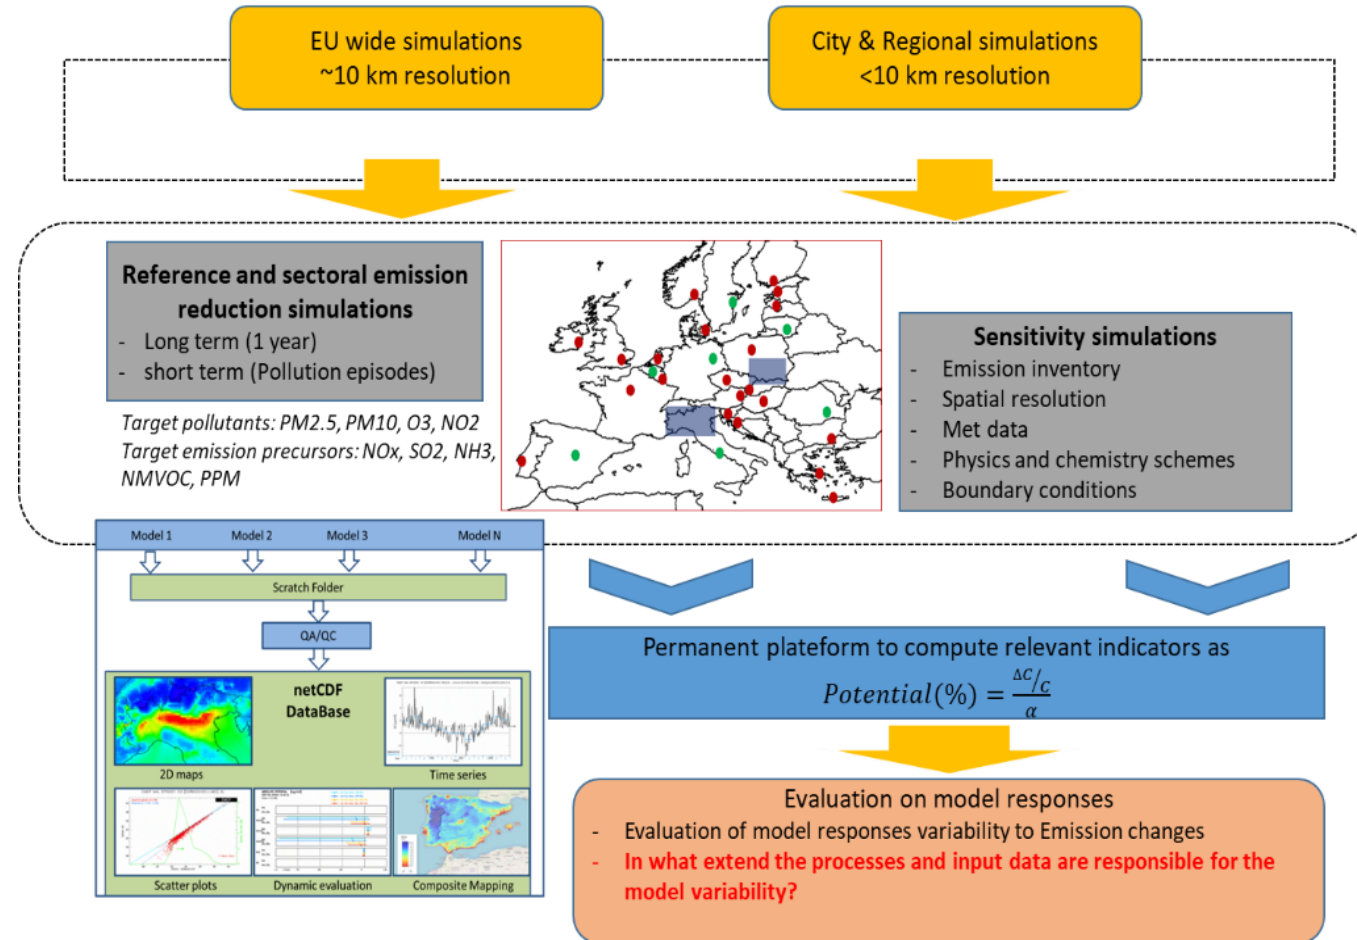 EU wide simulations
~10 km resolution
City & Regional simulations
<10 km resolution
Reference and sectoral emission
reduction simulations
- Long term (1 year)
- short term (Pollution episodes)
Target pollutants: PM2.5, PM10, O3, NO2
Target emission precursors: NOx, SO2, NH3,
NMVOC, PPM
Sensitivity simulations
- Emission inventory
- Spatial resolution
- Met data
- Physics and chemistry schemes
- Boundary conditions
Model 1 Model 2 Model 3 Model N
Scratch Folder
QA/QC
netCDF
DataBase
2D maps
Time series
Scatter plots
Dynamic evaluation
Composite Mapping
Permanent plateform to compute relevant indicators as
Potential(%) = ΔC/C / α
Evaluation on model responses
- Evaluation of model responses variability to Emission changes
- In what extend the processes and input data are responsible for the
model variability?